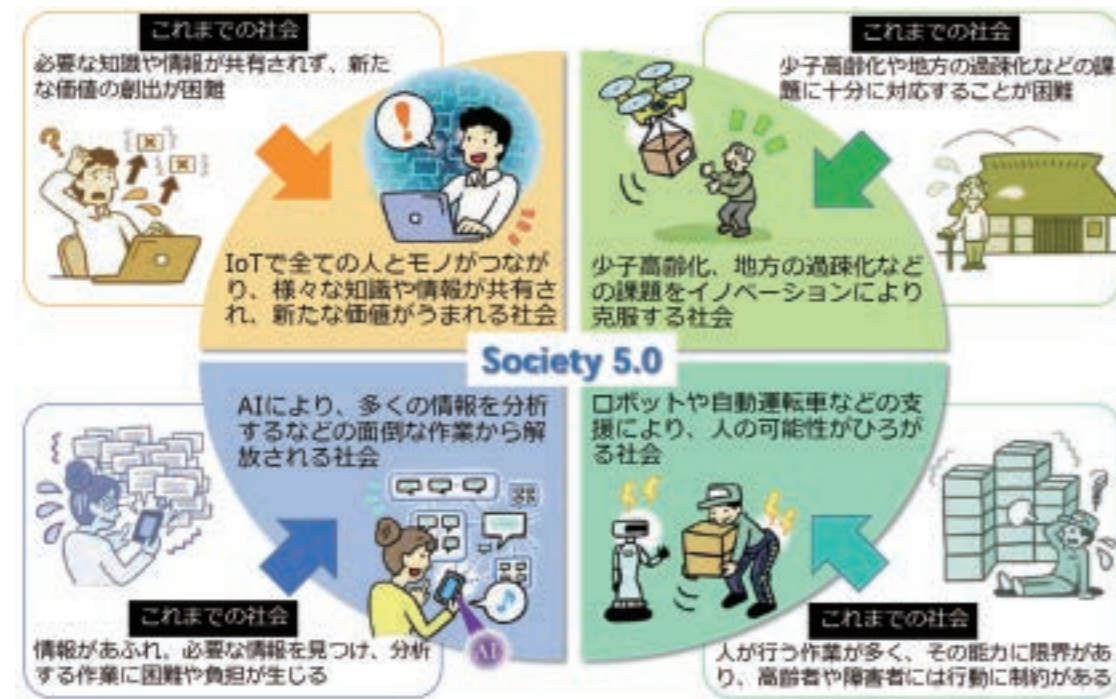 これまでの社会
必要な知識や情報が共有されず、新た
な価値の創出が困難
IoTで全ての人とモノがつなが
り、様々な知識や情報が共有さ
れ、新たな価値がうまれる社会
これまでの社会
少子高齢化や地方の過疎化などの課
題に十分に対応することが困難
少子高齢化、地方の過疎化など
の課題をイノベーションにより
克服する社会
Society 5.0
AIにより、多くの情報を分析
するなどの面倒な作業から解
放される社会
AI
これまでの社会
情報があふれ、必要な情報を見つけ、分析
する作業に困難や負担が生じる
ロボットや自動運転車などの支
援により、人の可能性がひろが
る社会
これまでの社会
人が行う作業が多く、その能力に限界があ
り、高齢者や障害者には行動に制約がある